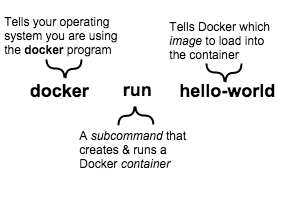 Tells your operating
system you are using
the docker program
Tells Docker which
image to load into
the container
docker run hello-world
A subcommand that
creates & runs a
Docker container